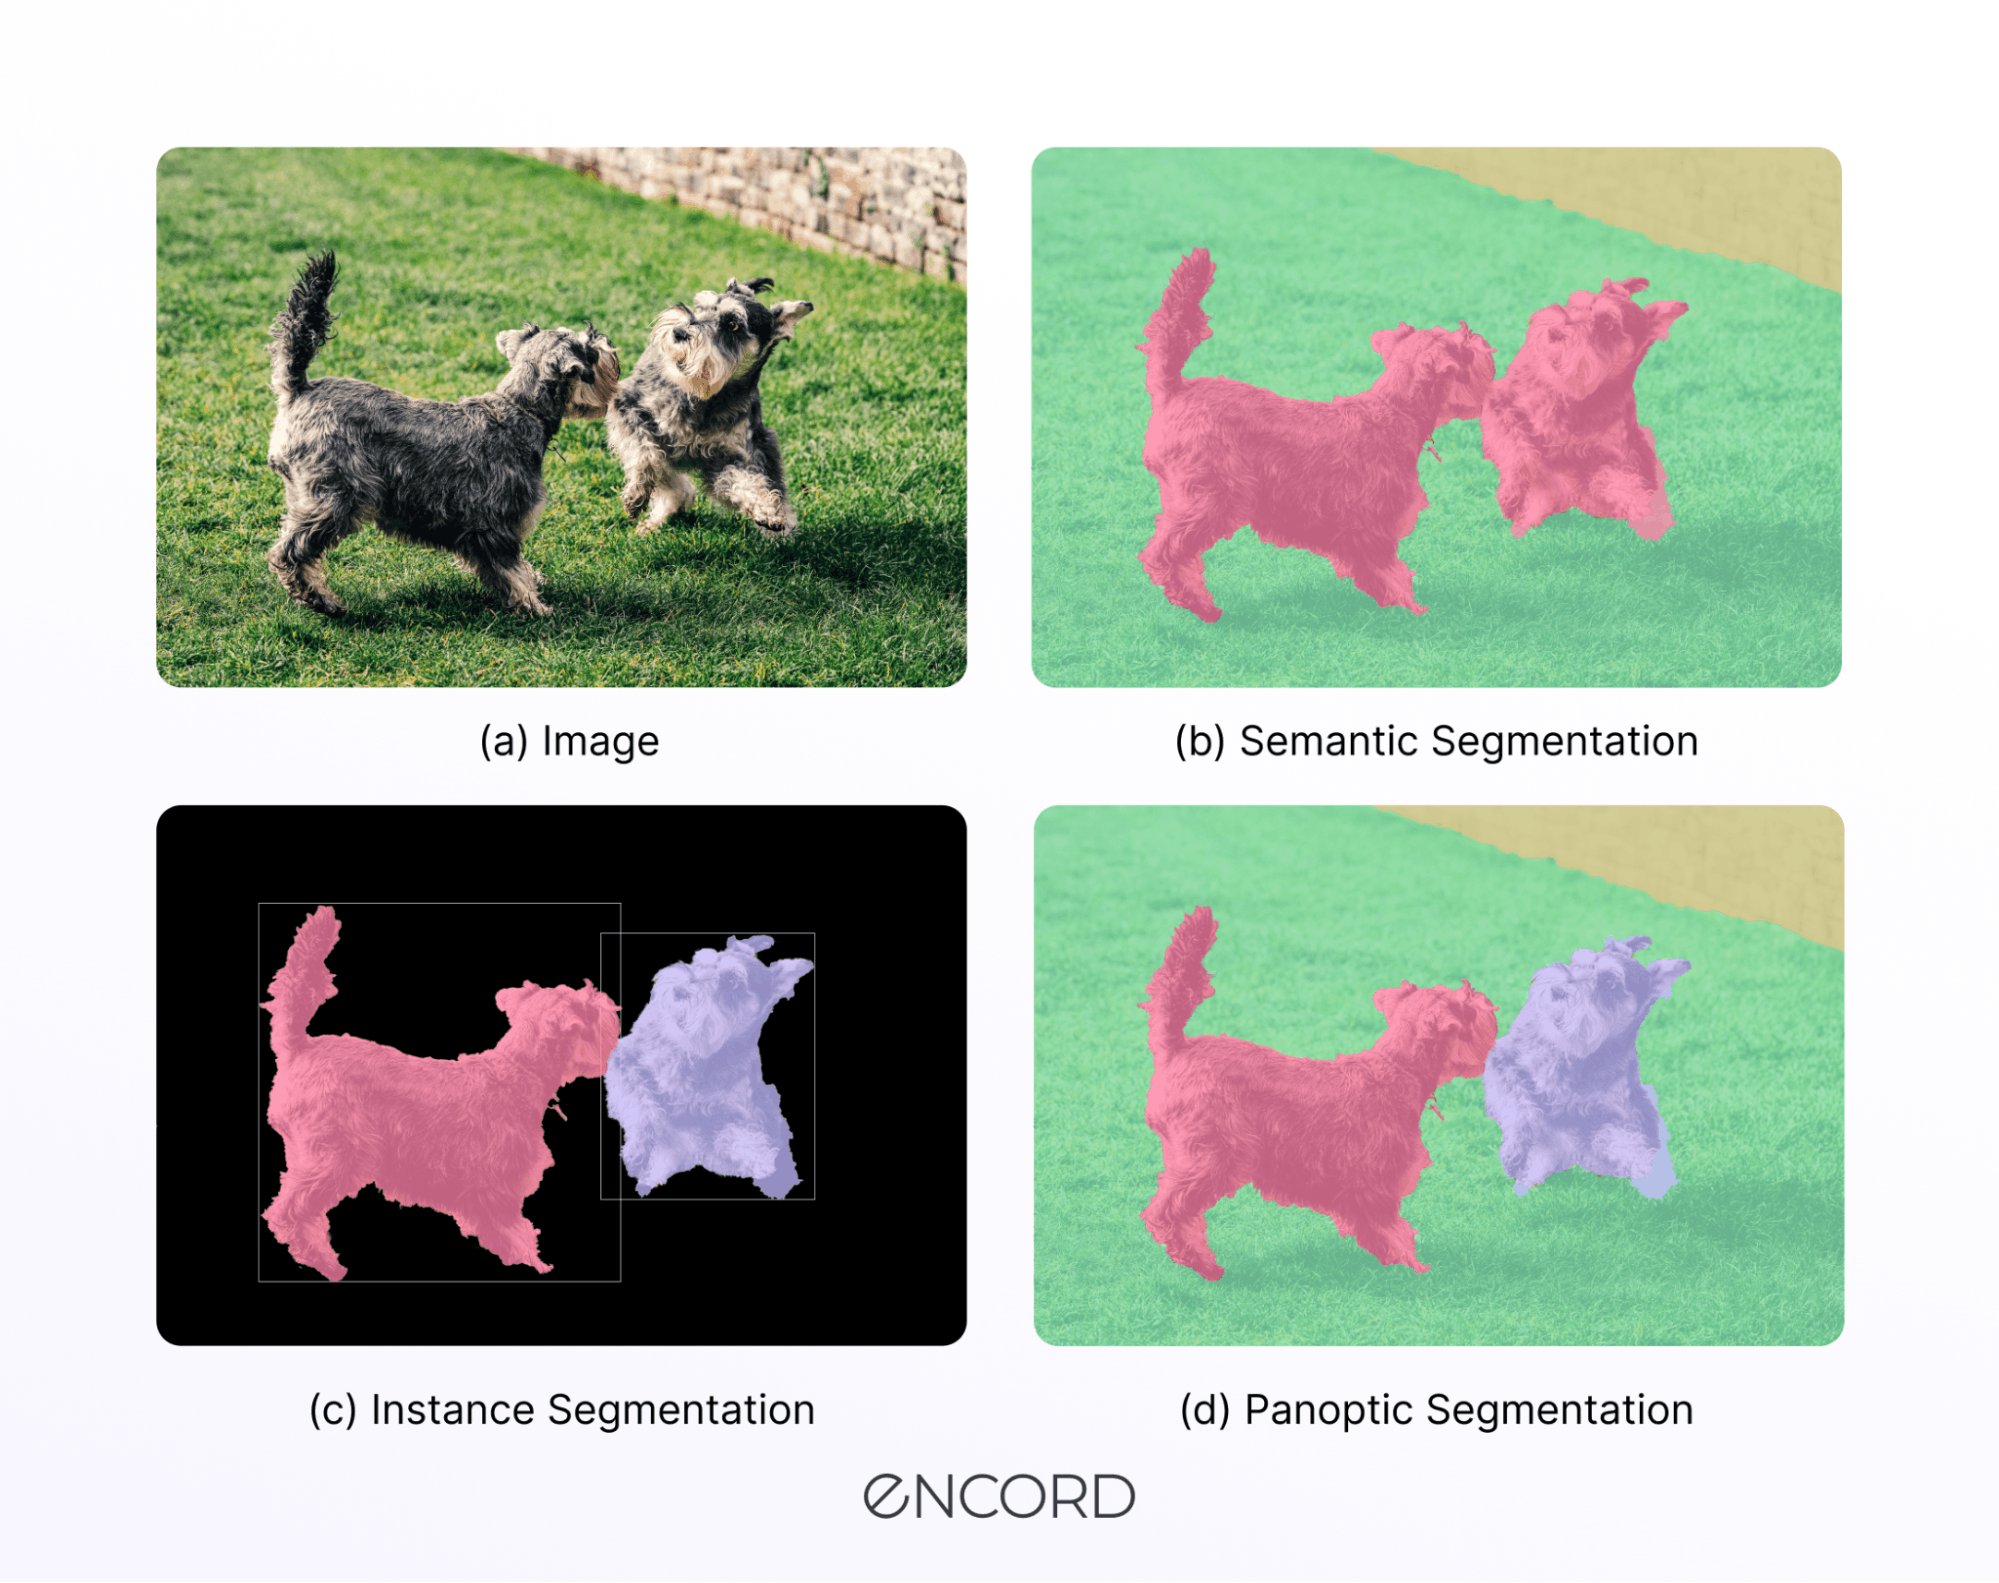 (a) Image
(b) Semantic Segmentation
(c) Instance Segmentation
(d) Panoptic Segmentation
eNCORD